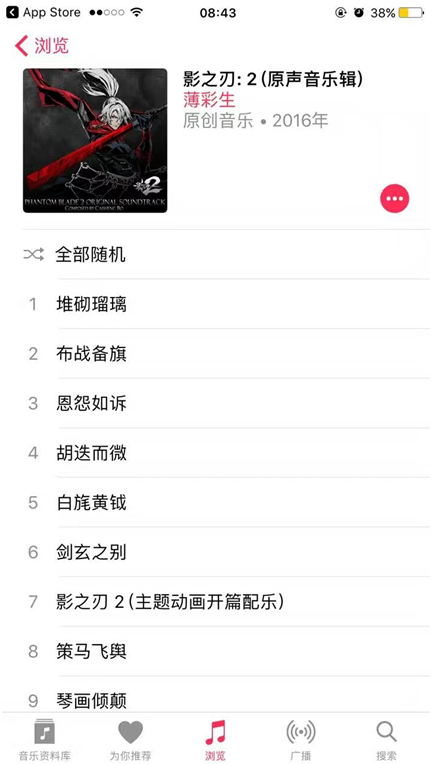 App Store
08:43
38%
浏览
影之刃: 2 (原声音乐辑)
薄彩生
原创音乐 • 2016年
2
PHANTOM BLADE 2 ORIGINAL SOUNDTRACK
COMPOSED BY CAISHENG BO
全部随机
1 堆砌瑠璃
2 布战备旗
3 恩怨如诉
4 胡迭而微
5 白旄黄钺
6 剑玄之别
7 影之刃 2 (主题动画开篇配乐)
8 策马飞舆
9 琴画倾颠
音乐资料库 为你推荐 浏览 广播 搜索